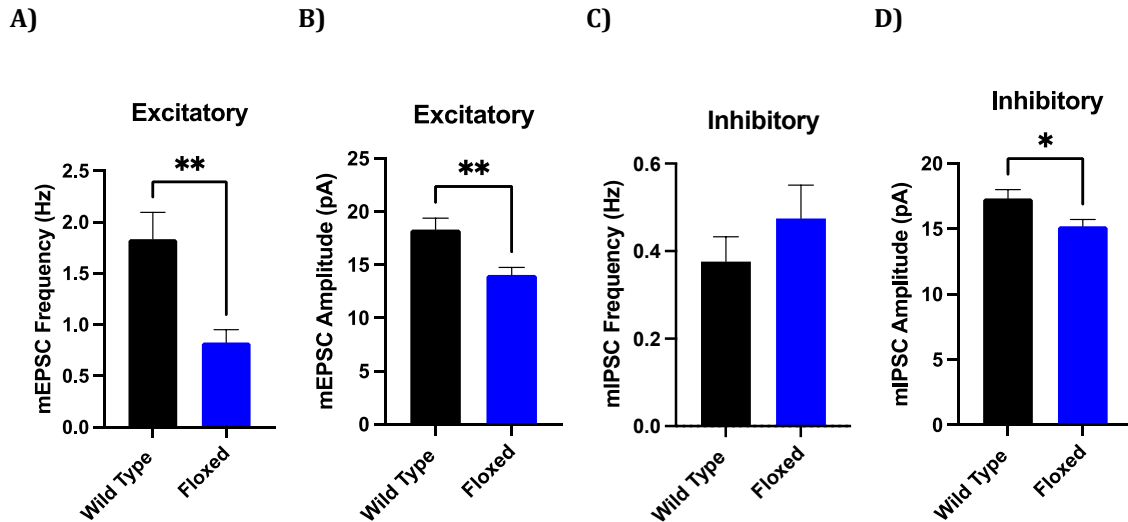 A)
B)
C)
D)
Excitatory
**
mEPSC Frequency (Hz)
2.5
2.0
1.5
1.0
0.5
0.0
Wild Type
Floxed
Excitatory
**
mEPSC Amplitude (pA)
25
20
15
10
5
0
Wild Type
Floxed
Inhibitory
mIPSC Frequency (Hz)
0.6
0.4
0.2
0.0
Wild Type
Floxed
Inhibitory
*
mIPSC Amplitude (pA)
20
15
10
5
0
Wild Type
Floxed